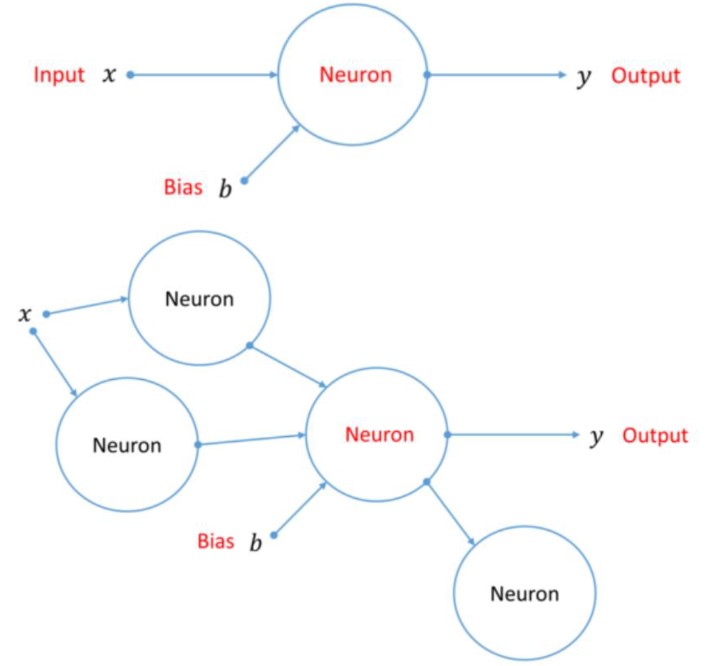 Input x Neuron y Output
Bias b
Neuron
x
Neuron
Neuron y Output
Bias b
Neuron